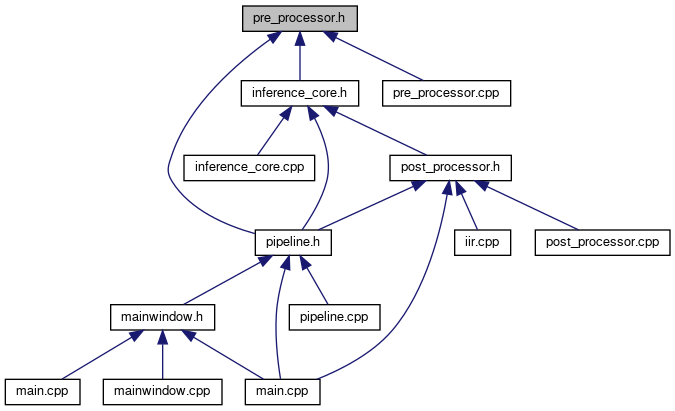 pre_processor.h
inference_core.h
pre_processor.cpp
inference_core.cpp
post_processor.h
pipeline.h
iir.cpp
post_processor.cpp
mainwindow.h
pipeline.cpp
main.cpp
mainwindow.cpp
main.cpp